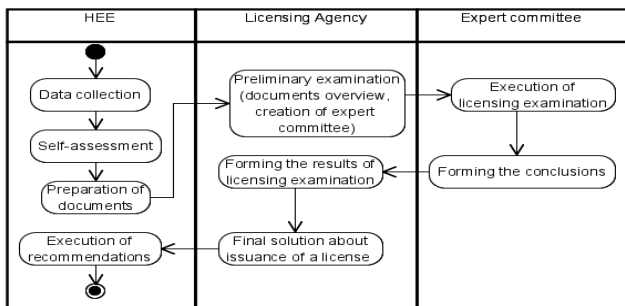 HEE
Licensing Agency
Expert committee
Data collection
Self-assessment
Preparation of
documents
Preliminary examination
(documents overview,
creation of expert
committee)
Execution of
licensing examination
Forming the conclusions
Forming the results of
licensing examination
Final solution about
issuance of a license
Execution of
recommendations